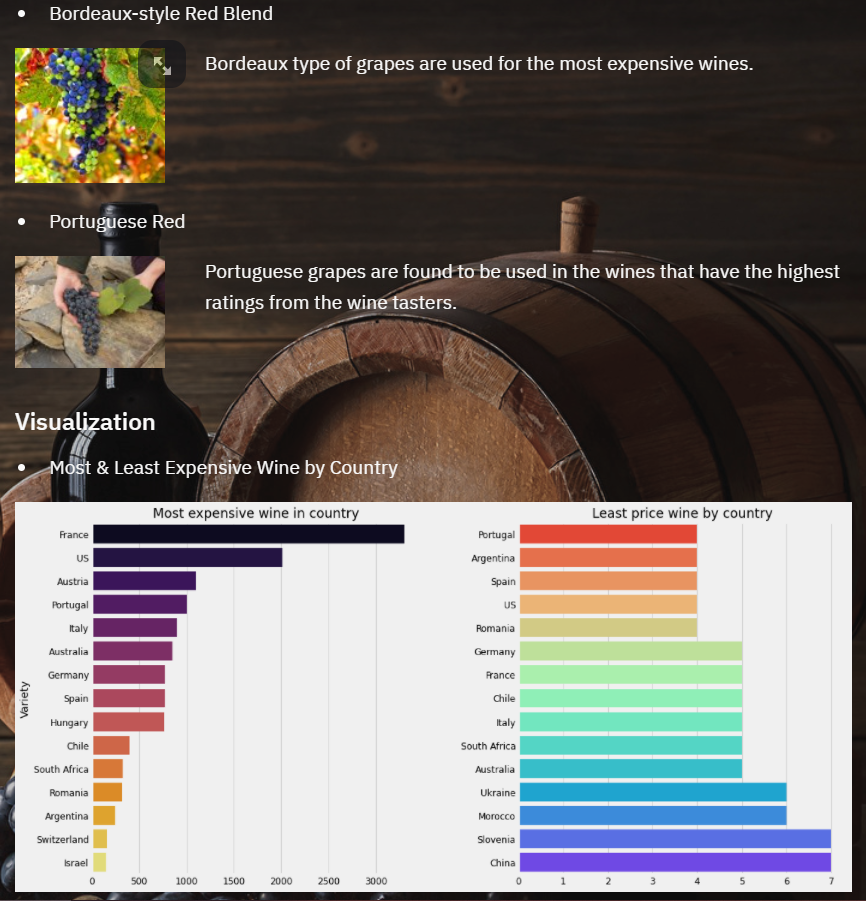 Bordeaux-style Red Blend
Bordeaux type of grapes are used for the most expensive wines.
Portuguese Red
Portuguese grapes are found to be used in the wines that have the highest
ratings from the wine tasters.
Visualization
Most & Least Expensive Wine by Country
Most expensive wine in country
Variety
France
US
Austria
Portugal
Italy
Australia
Germany
Spain
Hungary
Chile
South Africa
Romania
Argentina
Switzerland
Israel
0 500 1000 1500 2000 2500 3000
Least price wine by country
Portugal
Argentina
Spain
US
Romania
Germany
France
Chile
Italy
South Africa
Australia
Ukraine
Morocco
Slovenia
China
0 1 2 3 4 5 6 7